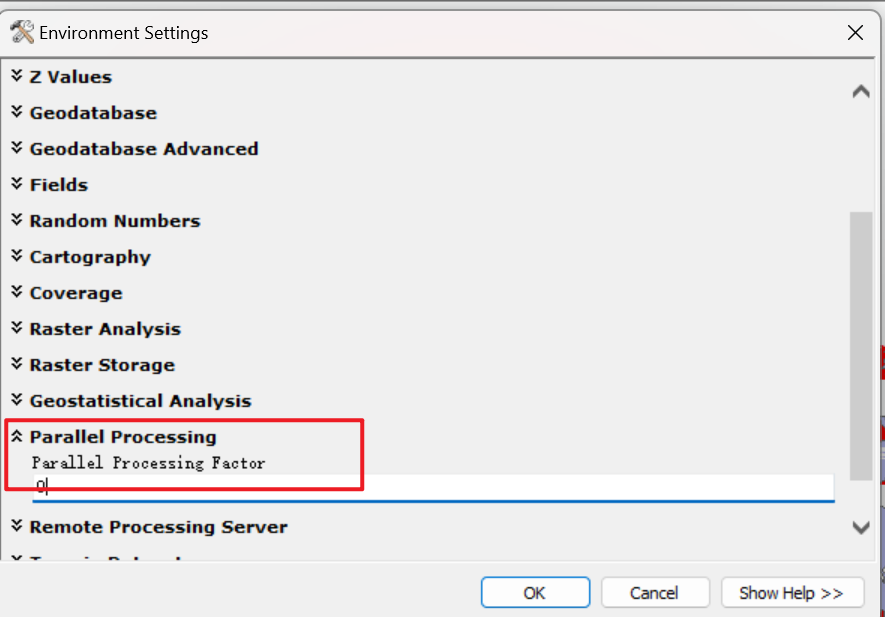 Environment Settings
Z Values
Geodatabase
Geodatabase Advanced
Fields
Random Numbers
Cartography
Coverage
Raster Analysis
Raster Storage
Geostatistical Analysis
Parallel Processing
Parallel Processing Factor
0
Remote Processing Server
OK Cancel Show Help >>